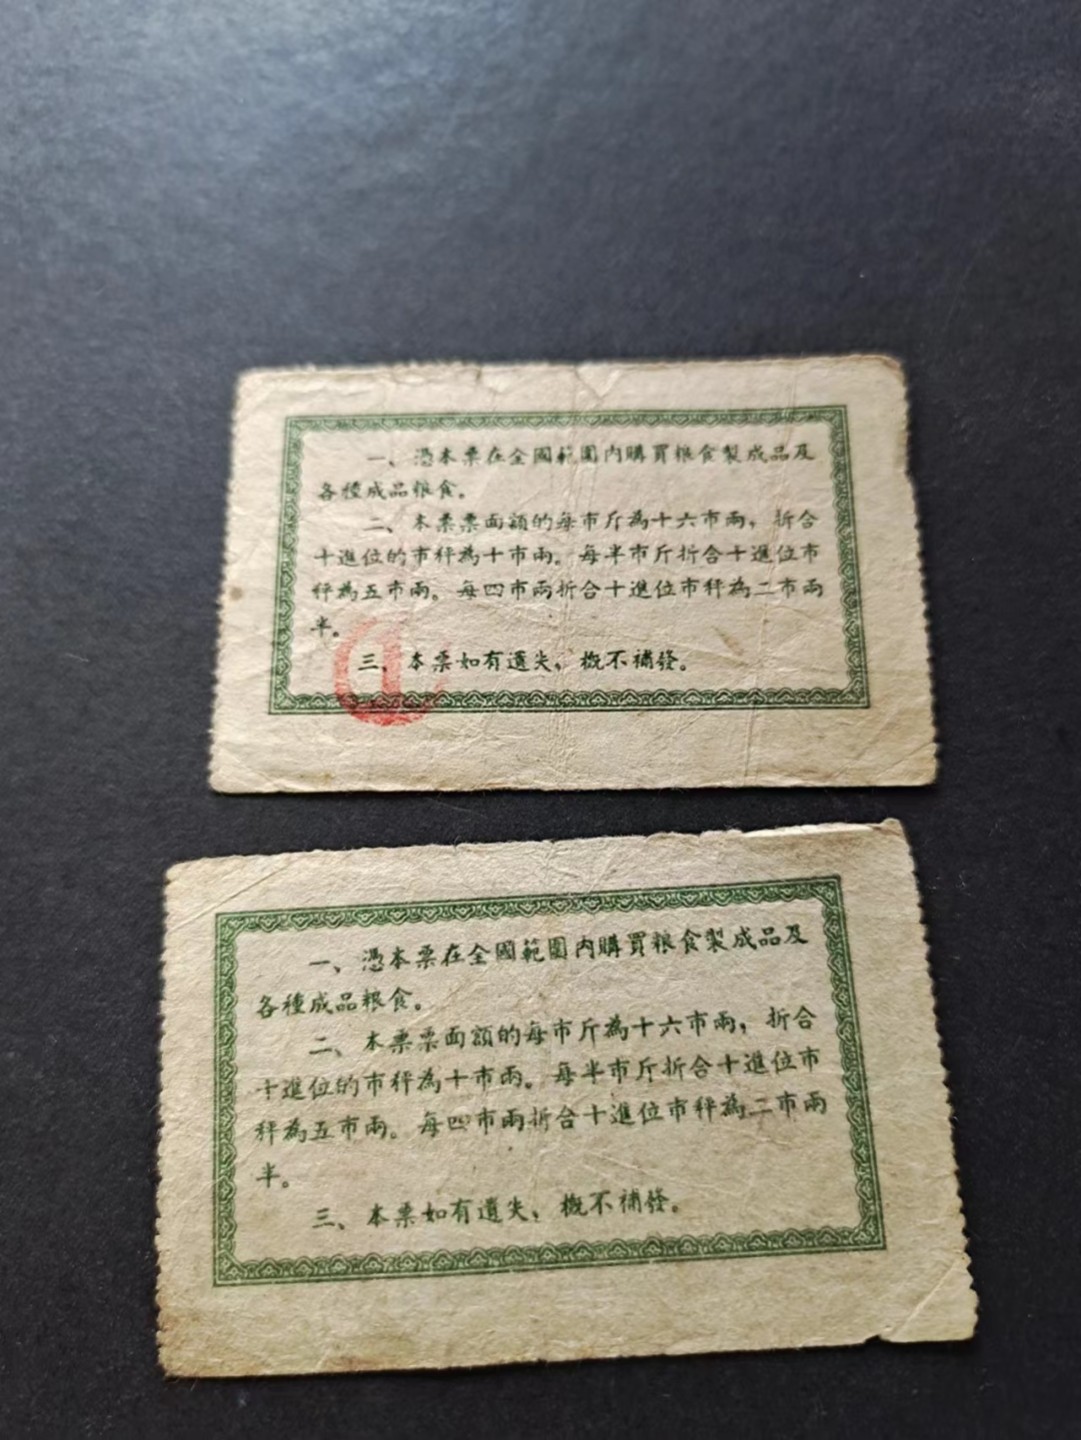 一、憑本票在全國範圍內購買粮食製成品及
各種成品粮食。
二、本票票面額的每市斤為十六市兩，折合
十進位的市秤為十市兩。每半市斤折合十進位市
秤為五市兩。每四市兩折合十進位市秤為二市兩
半。
三、本票如有遺失，概不補發。
一、憑本票在全國範圍內購買粮食製成品及
各種成品粮食。
二、本票票面額的每市斤為十六市兩，折合
十進位的市秤為十市兩。每半市斤折合十進位市
秤為五市兩。每四市兩折合十進位市秤為二市兩
半。
三、本票如有遺失，概不補發。